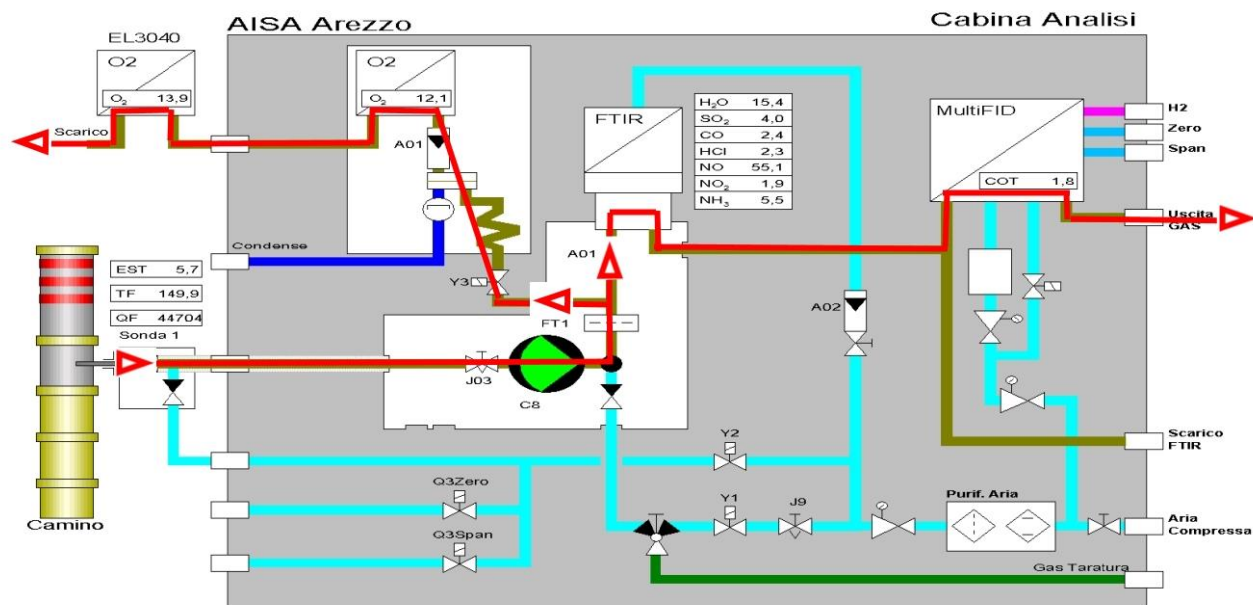 AISA Arezzo
Cabina Analisi
EL3040
O2
O₂ 13,9
Scarico
O2
O₂ 12,1
A01
Condense
Y3
FTIR
A01
H₂O 15,4
SO₂ 4,0
CO 2,4
HCl 2,3
NO 55,1
NO₂ 1,9
NH₃ 5,5
MultiFID
COT 1,8
H2
Zero
Span
Uscita
GAS
EST 5,7
TF 149,9
QF 44704
Sonda 1
FT1
J03
C8
A02
Camino
Q3Zero
Q3Span
Y2
Y1
J9
Purif. Aria
Scarico
FTIR
Aria
Compressa
Gas Taratura